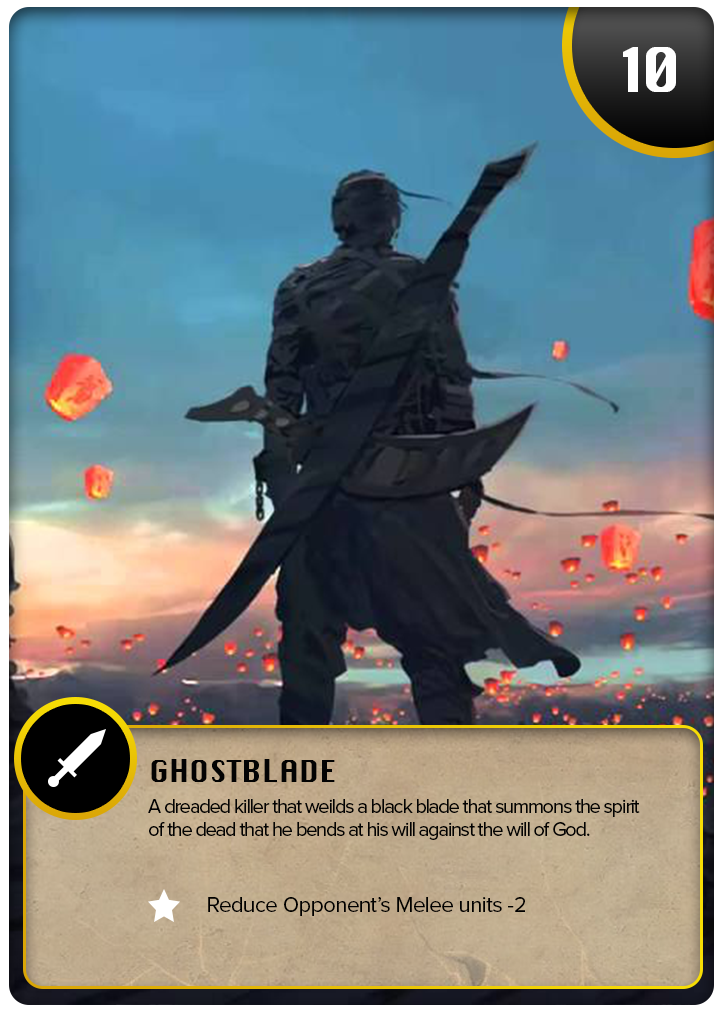 10
GHOSTBLADE
A dreaded killer that weilds a black blade that summons the spirit
of the dead that he bends at his will against the will of God.
Reduce Opponent’s Melee units -2